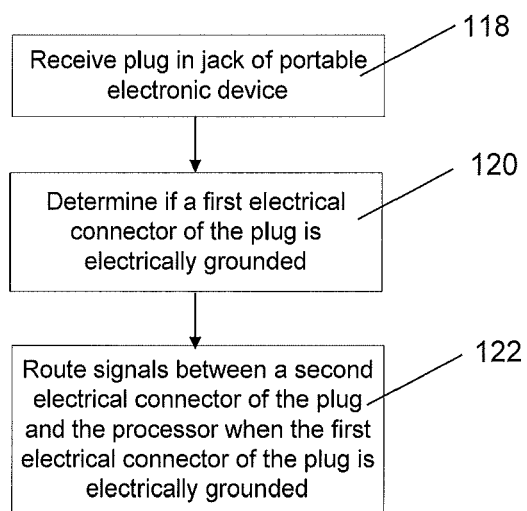 118
Receive plug in jack of portable
electronic device
120
Determine if a first electrical
connector of the plug is
electrically grounded
122
Route signals between a second
electrical connector of the plug
and the processor when the first
electrical connector of the plug is
electrically grounded